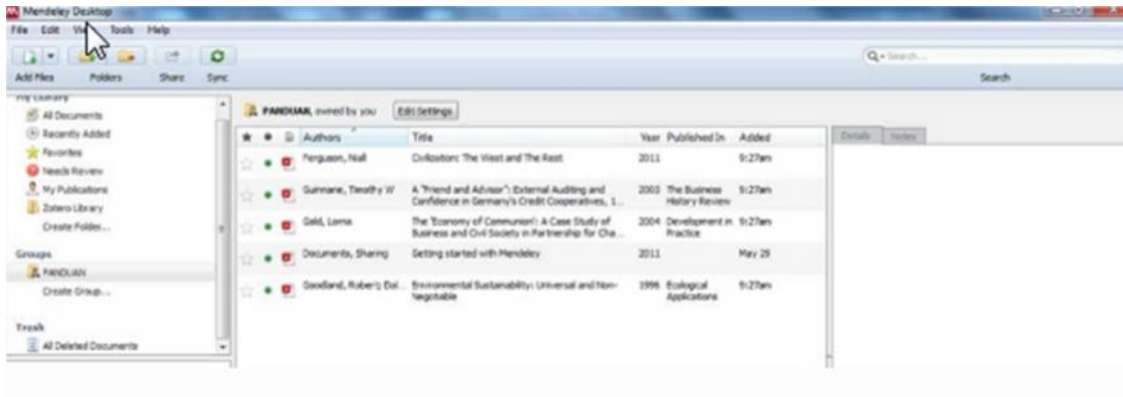 Mendeley Desktop
File Edit Tools Help
Search...
Add Files Folders Share Sync Search
My Library
All Documents
Recently Added
Favorites
Needs Review
My Publications
Zotero Library
Create Folder...
Groups
PANDUAN
Create Group...
Trash
All Deleted Documents
PANDUAN, owned by you Edit Settings
Authors Title Year Published In Added
Ferguson, Niall Civilization: The West and The Rest 2011 9:27am
Guinnane, Timothy W A "Friend and Advisor": External Auditing and 2003 The Business 9:27am
Confidence in Germany's Credit Cooperatives, 1... History Review
Gold, Lorna The 'Economy of Communion': A Case Study of 2004 Development in 9:27am
Business and Civil Society in Partnership for Cha... Practice
Documents, Sharing Getting started with Mendeley 2011 May 29
Goodland, Robert; Dal... Environmental Sustainability: Universal and Non- 1996 Ecological 9:27am
Negotiable Applications
Details Notes